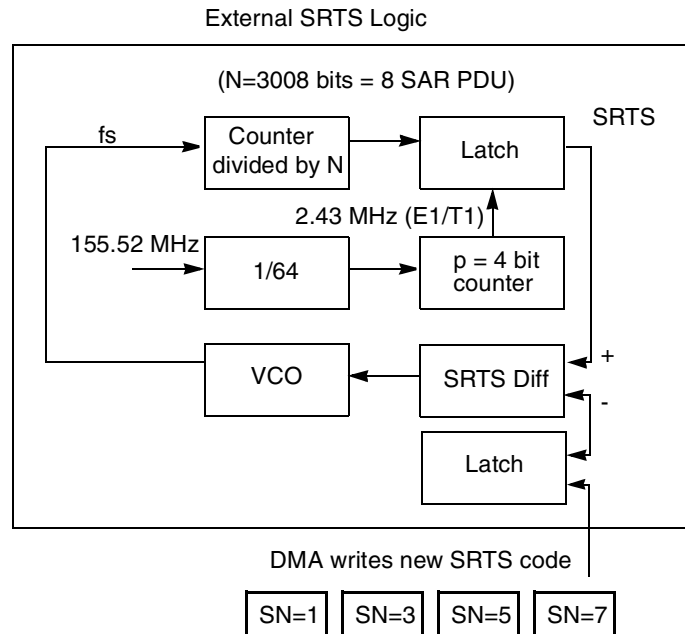 External SRTS Logic
(N=3008 bits = 8 SAR PDU)
fs
Counter
divided by N
Latch
SRTS
2.43 MHz (E1/T1)
155.52 MHz
1/64
p = 4 bit
counter
VCO
SRTS Diff
+
-
Latch
DMA writes new SRTS code
SN=1
SN=3
SN=5
SN=7